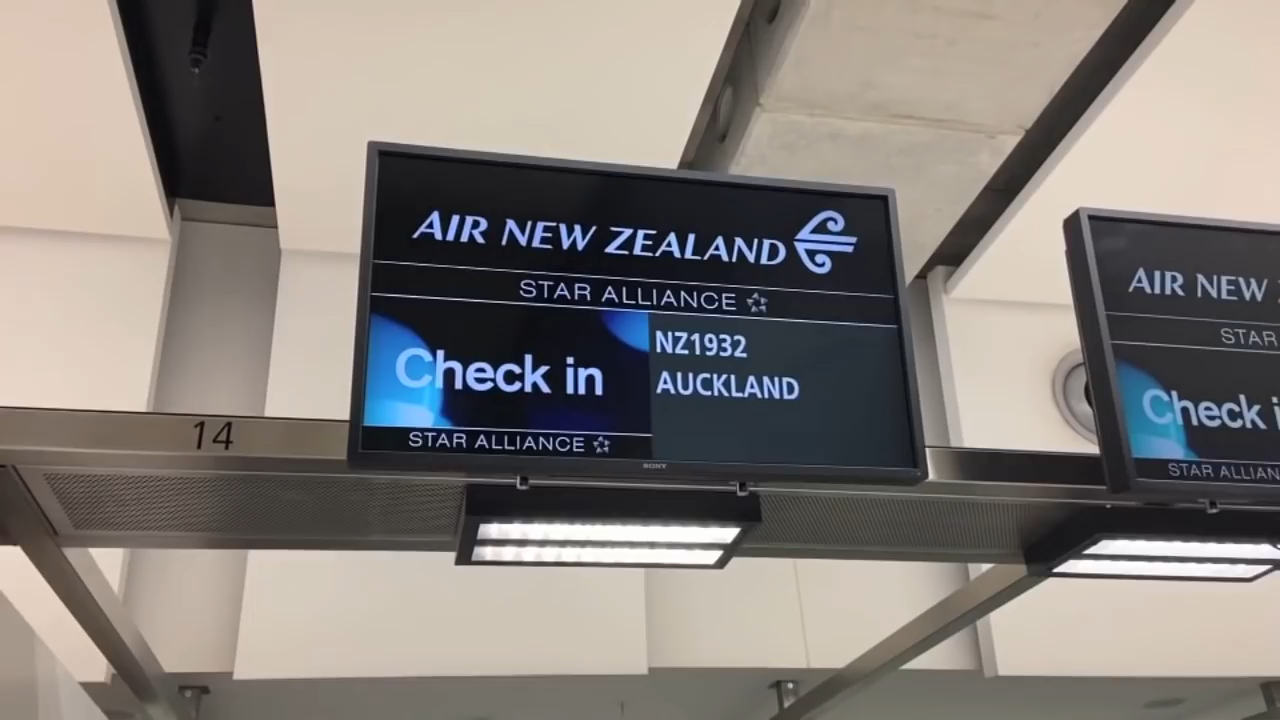 AIR NEW ZEALAND
STAR ALLIANCE
Check in
NZ1932
AUCKLAND
STAR ALLIANCE
SONY
14
AIR NEW
STAR
Check i
STAR ALLIAN